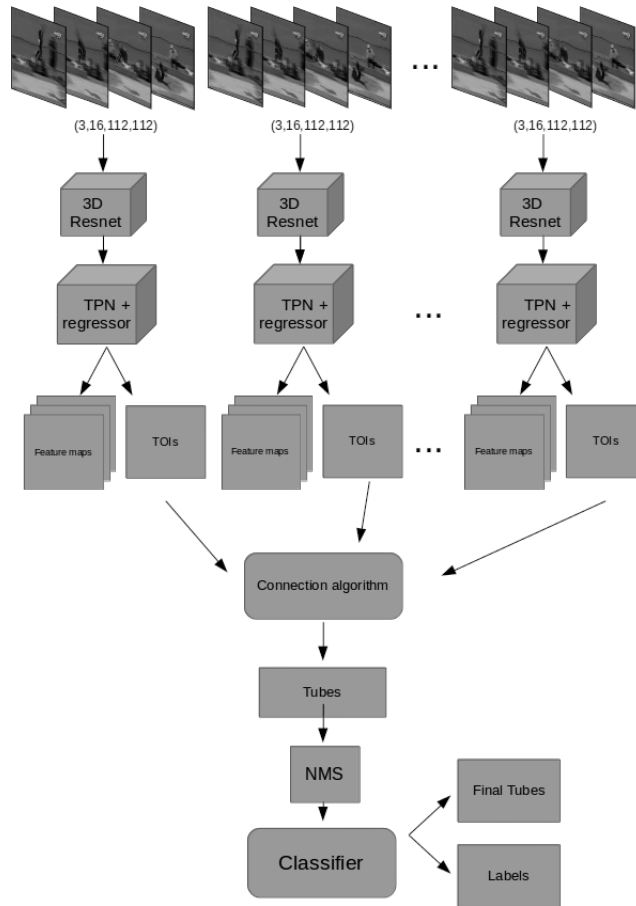 ...
(3,16,112,112) (3,16,112,112) (3,16,112,112)
3D 3D 3D
Resnet Resnet Resnet
TPN + TPN + TPN +
regressor regressor ... regressor
Feature maps TOIs Feature maps TOIs ... Feature maps TOIs
Connection algorithm
Tubes
NMS
Final Tubes
Classifier
Labels